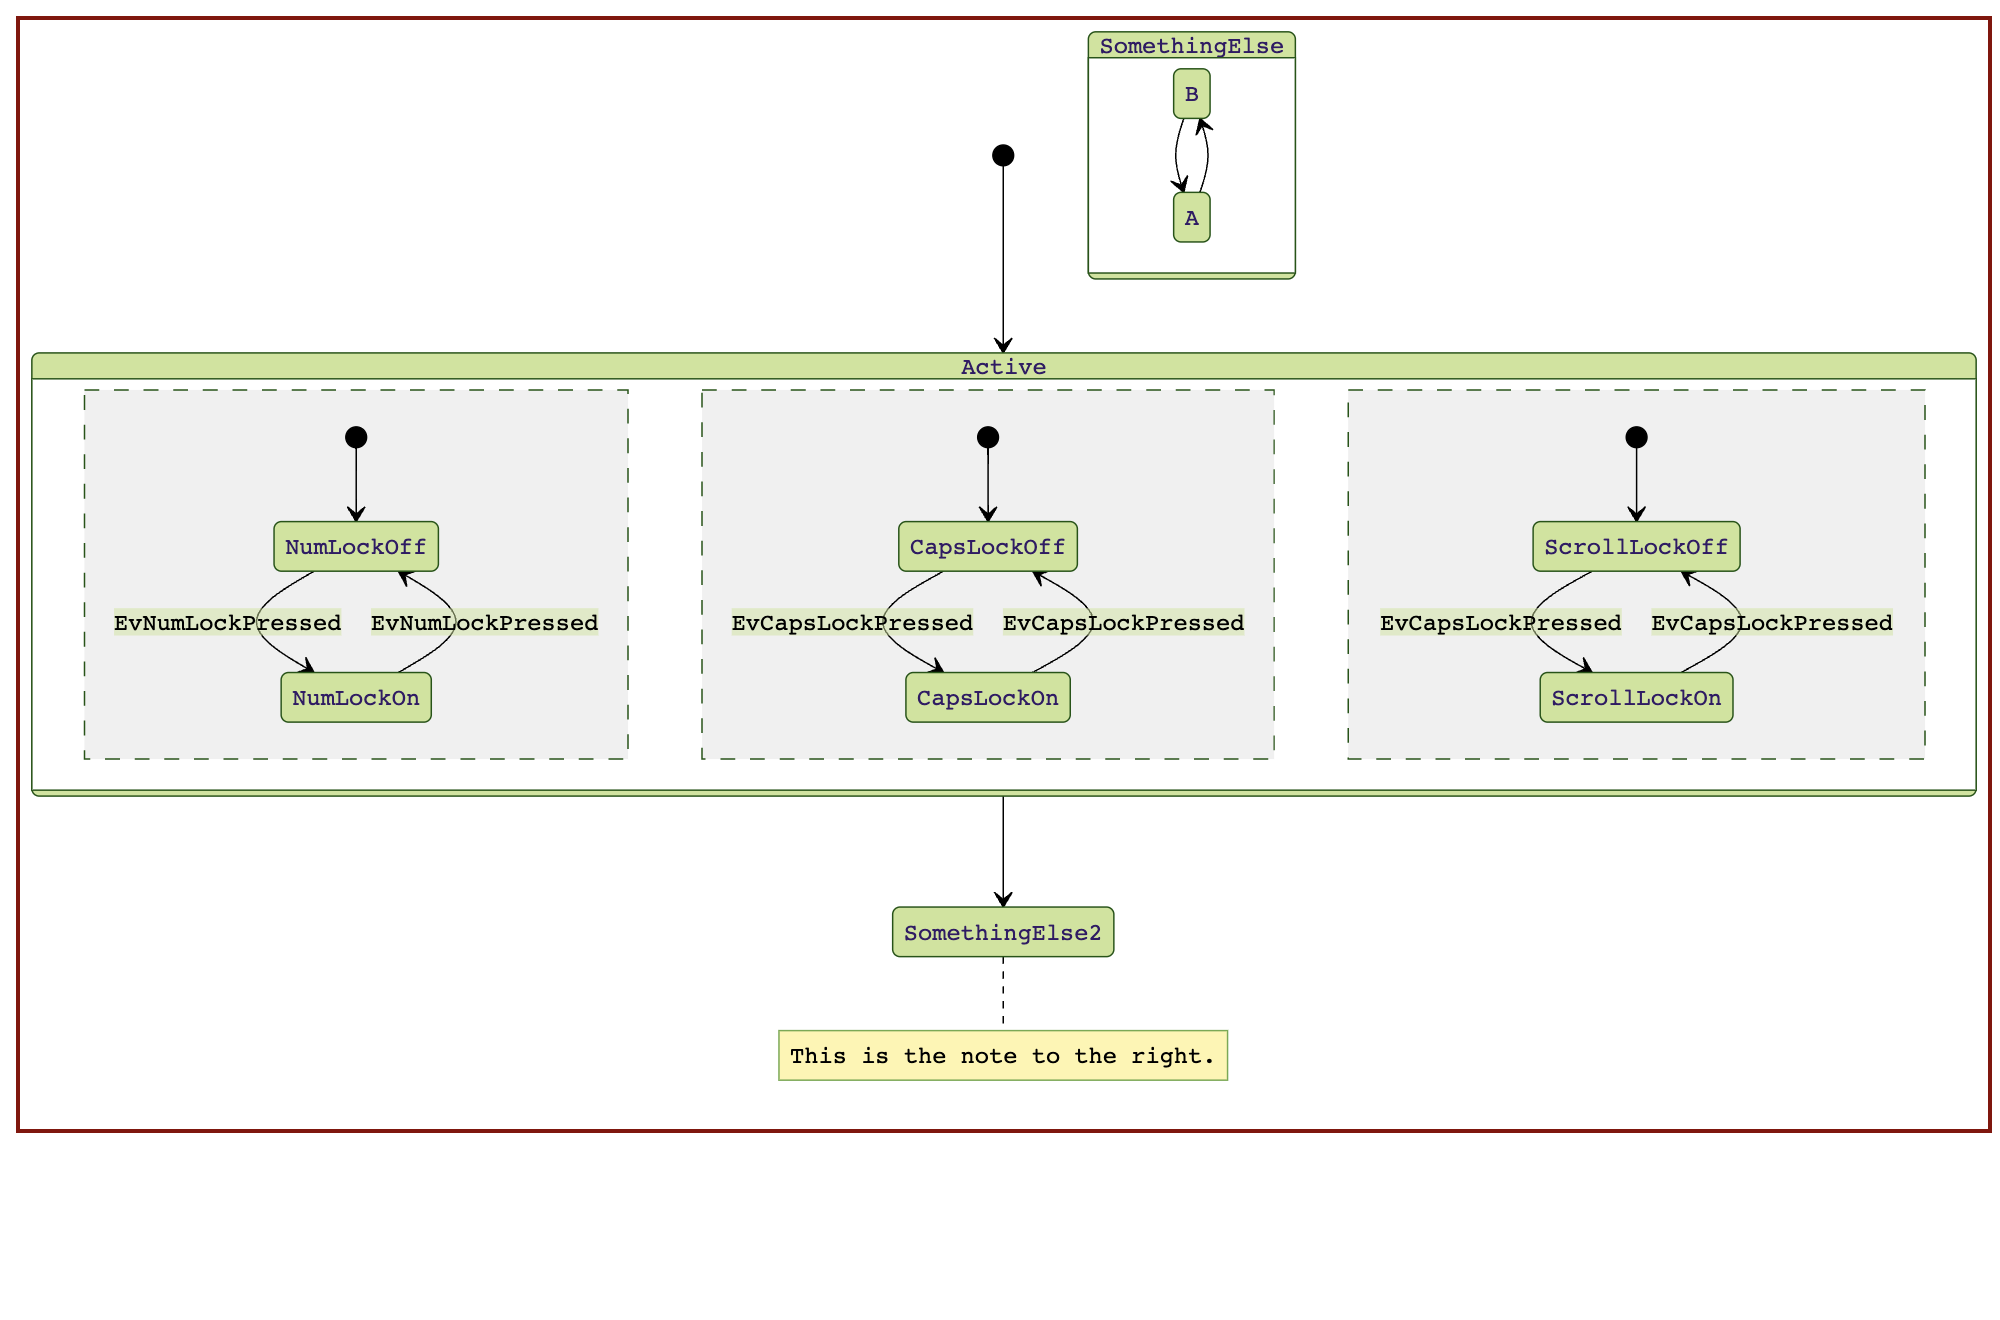 SomethingElse
B
A
Active
NumLockOff
CapsLockOff
ScrollLockOff
EvNumLockPressed
EvNumLockPressed
EvCapsLockPressed
EvCapsLockPressed
EvCapsLockPressed
EvCapsLockPressed
NumLockOn
CapsLockOn
ScrollLockOn
SomethingElse2
This is the note to the right.